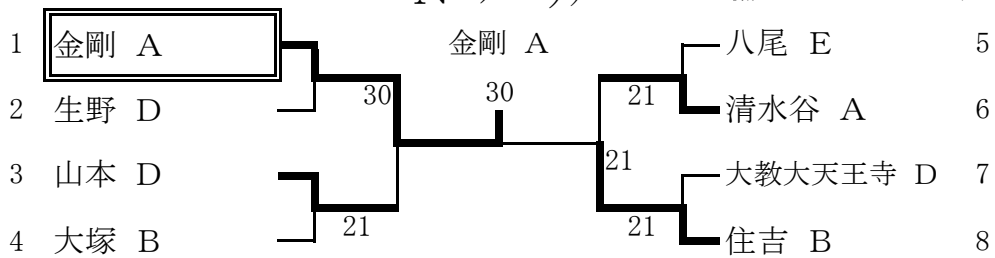 1 金剛 A 金剛 A 八尾 E 5
30 30 21
2 生野 D 清水谷 A 6
21
3 山本 D 大教大天王寺 D 7
21 21
4 大塚 B 住吉 B 8